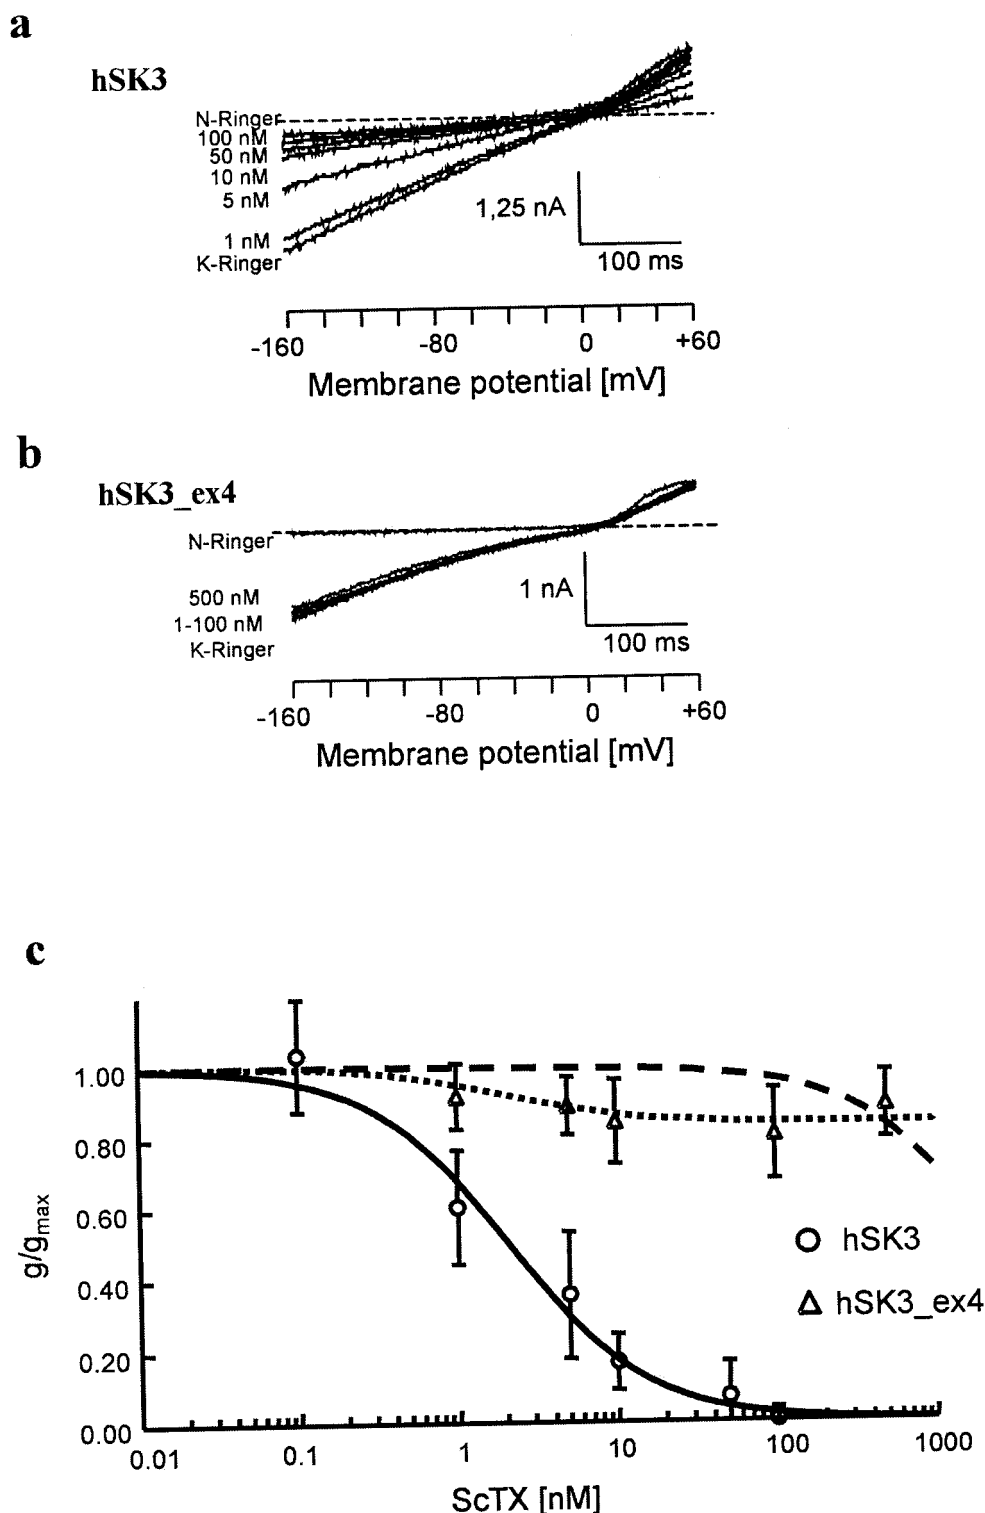 a
hSK3
N-Ringer
100 nM
50 nM
10 nM
5 nM
1 nM
K-Ringer
1,25 nA
100 ms
-160 -80 0 +60
Membrane potential [mV]
b
hSK3_ex4
N-Ringer
500 nM
1-100 nM
K-Ringer
1 nA
100 ms
-160 -80 0 +60
Membrane potential [mV]
c
1.00
0.80
0.60
0.40
0.20
0.00
g/gmax
hSK3
hSK3_ex4
0.01 0.1 1 10 100 1000
ScTX [nM]